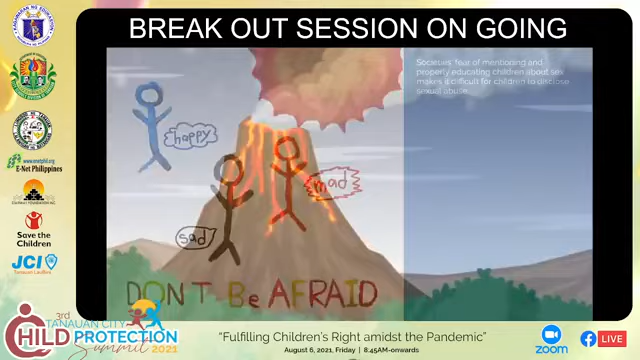 BREAK OUT SESSION ON GOING
Societies' fear of mentioning and
properly educating children about sex
makes it difficult for children to disclose
sexual abuse.
happy
mad
sad
DON'T Be AFRAID
www.enetphil.org
E-Net Philippines
Save the
Children
JCI
3rd
TANAUAN CITY
CHILD PROTECTION
Summit 2021
"Fulfilling Children's Right amidst the Pandemic"
August 6, 2021, Friday | 8:45AM-onwards
zoom
LIVE